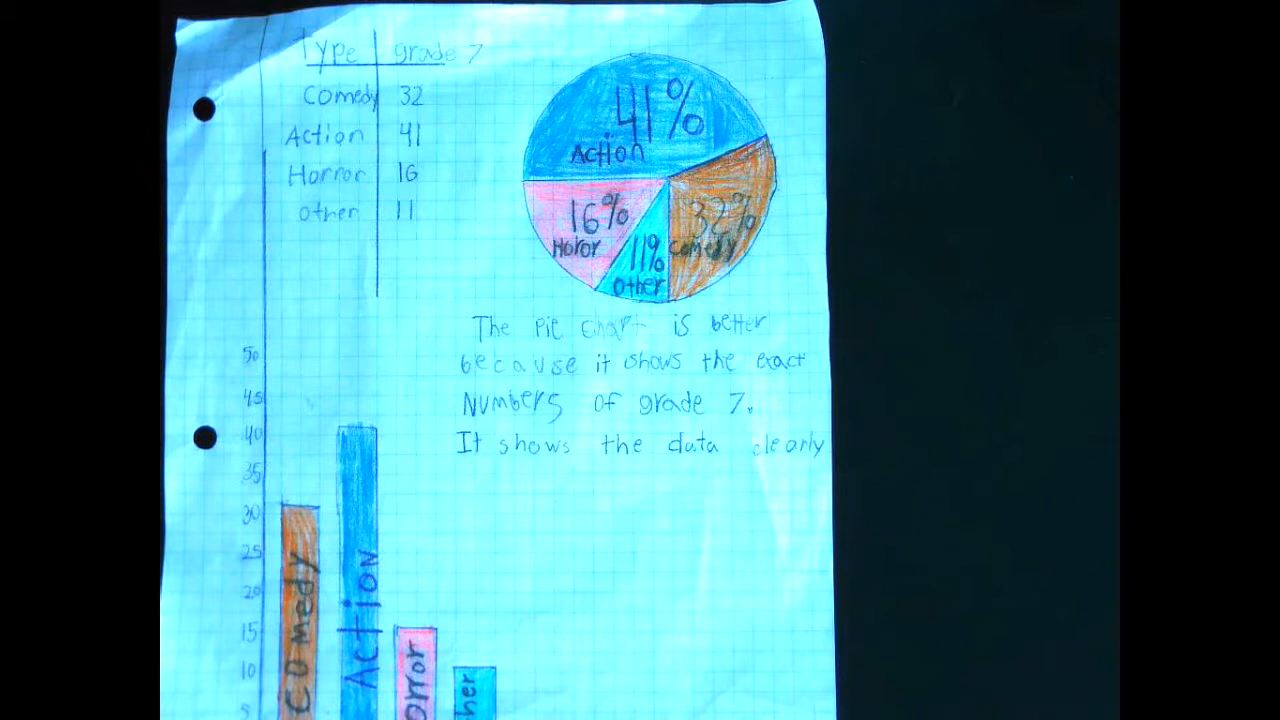 Type grade 7
Comedy 32
Action 41
Horror 16
other 11
41%
Action
16%
Horor
11%
Other
32%
Comedy
The Pie chart is better
because it shows the exact
Numbers of grade 7.
It shows the data clearly
50
45
40
35
30
25
20
15
10
5
Comedy
Action
orror
her